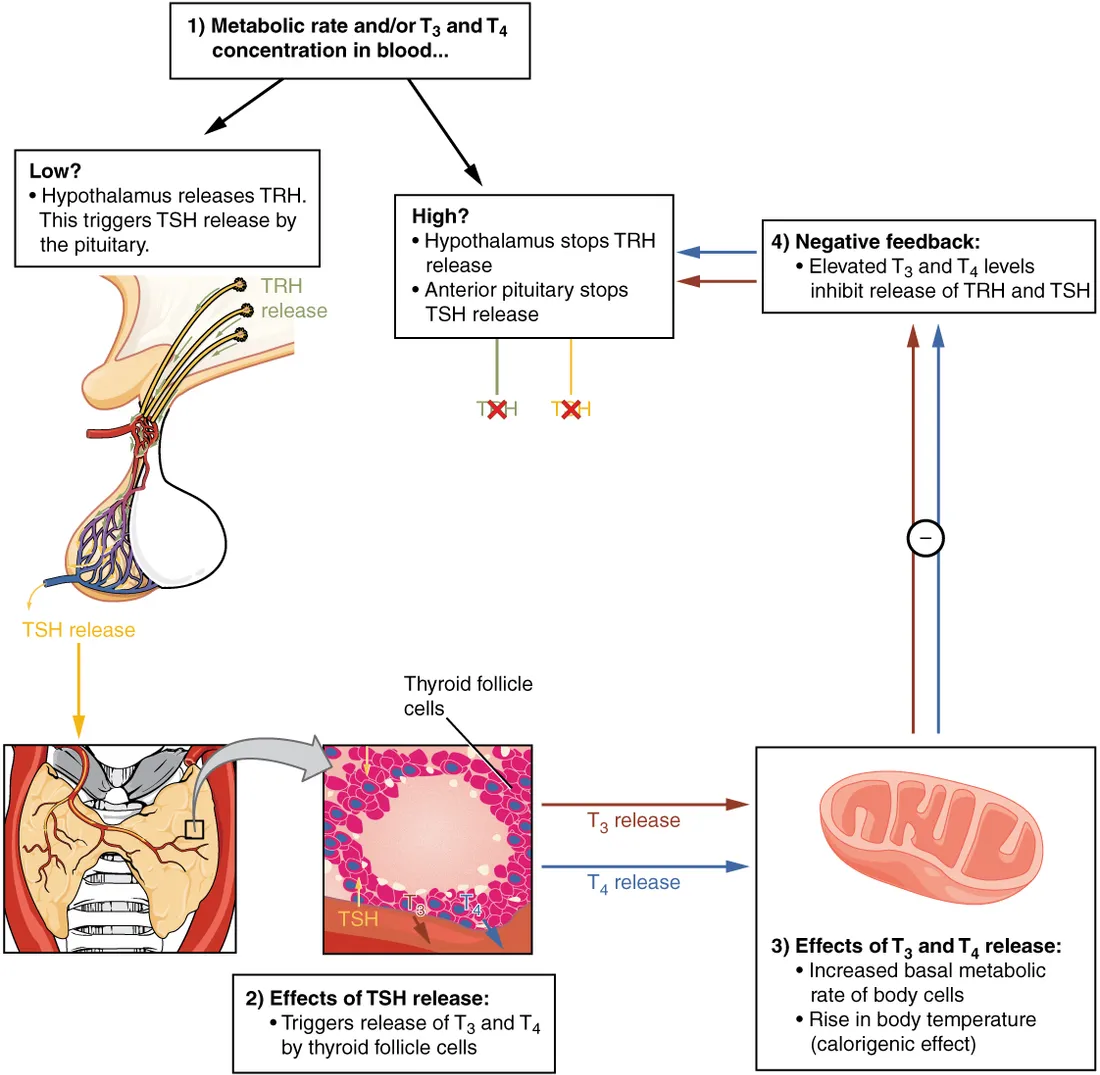 1) Metabolic rate and/or T3 and T4
concentration in blood...
Low?
• Hypothalamus releases TRH.
This triggers TSH release by
the pituitary.
High?
• Hypothalamus stops TRH
release
• Anterior pituitary stops
TSH release
4) Negative feedback:
• Elevated T3 and T4 levels
inhibit release of TRH and TSH
TRH
release
TRH
TSH
−
TSH release
Thyroid follicle
cells
T3 release
T4 release
T3
T4
TSH
2) Effects of TSH release:
• Triggers release of T3 and T4
by thyroid follicle cells
3) Effects of T3 and T4 release:
• Increased basal metabolic
rate of body cells
• Rise in body temperature
(calorigenic effect)